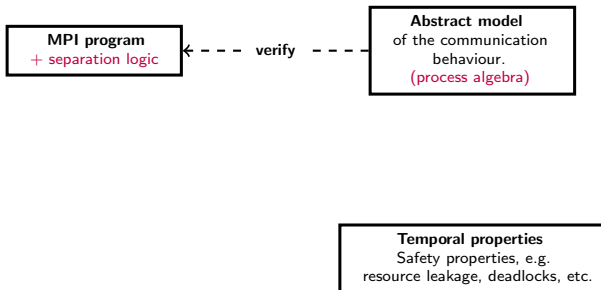 MPI program
+ separation logic
verify
Abstract model
of the communication
behaviour.
(process algebra)
Temporal properties
Safety properties, e.g.
resource leakage, deadlocks, etc.